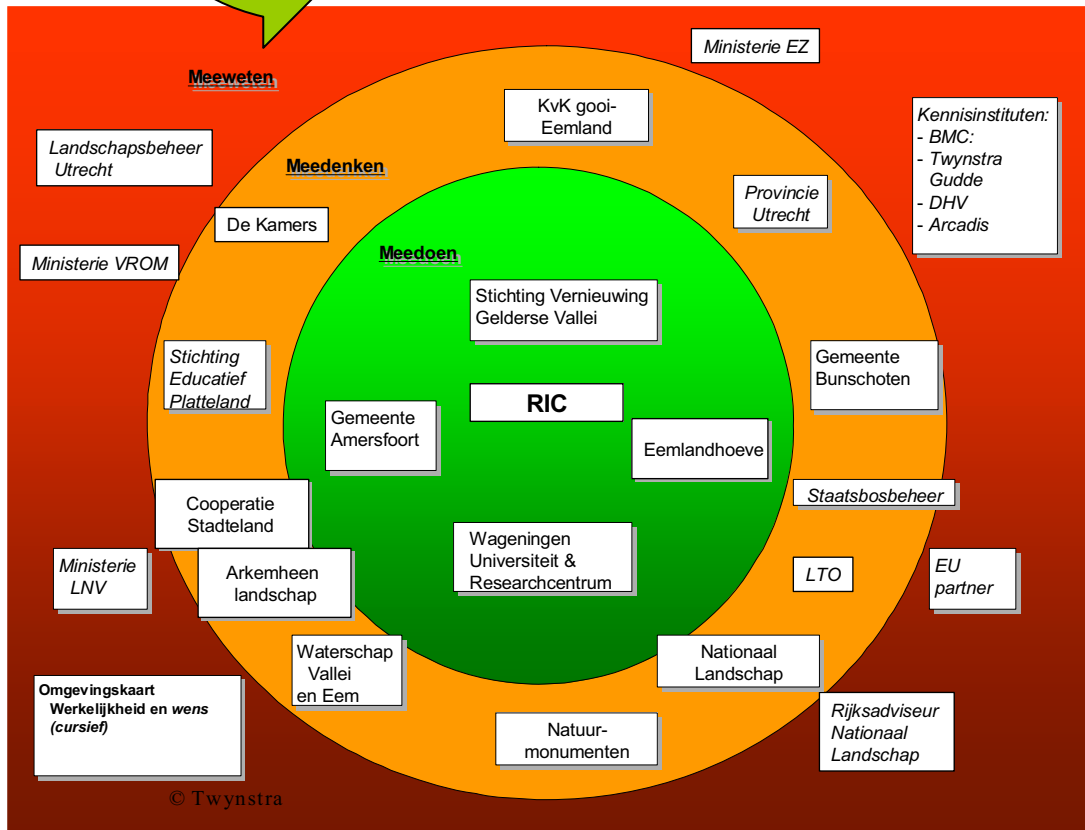 Ministerie EZ
Meeweten
KvK gooi-
Eemland
Kennisinstituten:
- BMC:
- Twynstra
Gudde
- DHV
- Arcadis
Landschapsbeheer
Utrecht
Meedenken
Provincie
Utrecht
De Kamers
Ministerie VROM
Meedoen
Stichting Vernieuwing
Gelderse Vallei
Stichting
Educatief
Platteland
Gemeente
Bunschoten
RIC
Gemeente
Amersfoort
Eemlandhoeve
Cooperatie
Stadteland
Staatsbosbeheer
Wageningen
Universiteit &
Researchcentrum
Ministerie
LNV
Arkemheen
landschap
LTO
EU
partner
Waterschap
Vallei
en Eem
Nationaal
Landschap
Omgevingskaart
Werkelijkheid en wens
(cursief)
Rijksadviseur
Nationaal
Landschap
Natuur-
monumenten
© Twynstra